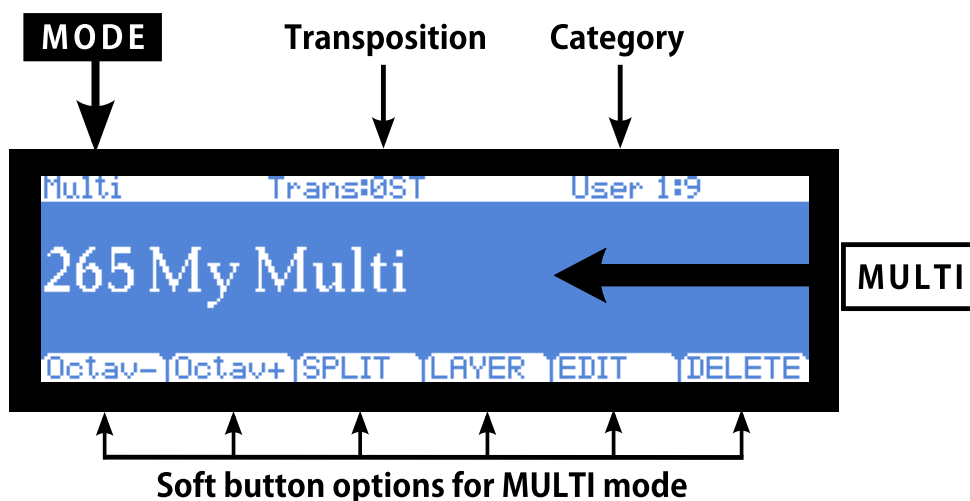 MODE Transposition Category
Multi Trans:0ST User 1:9
265 My Multi
MULTI
Octav- Octav+ SPLIT LAYER EDIT DELETE
Soft button options for MULTI mode